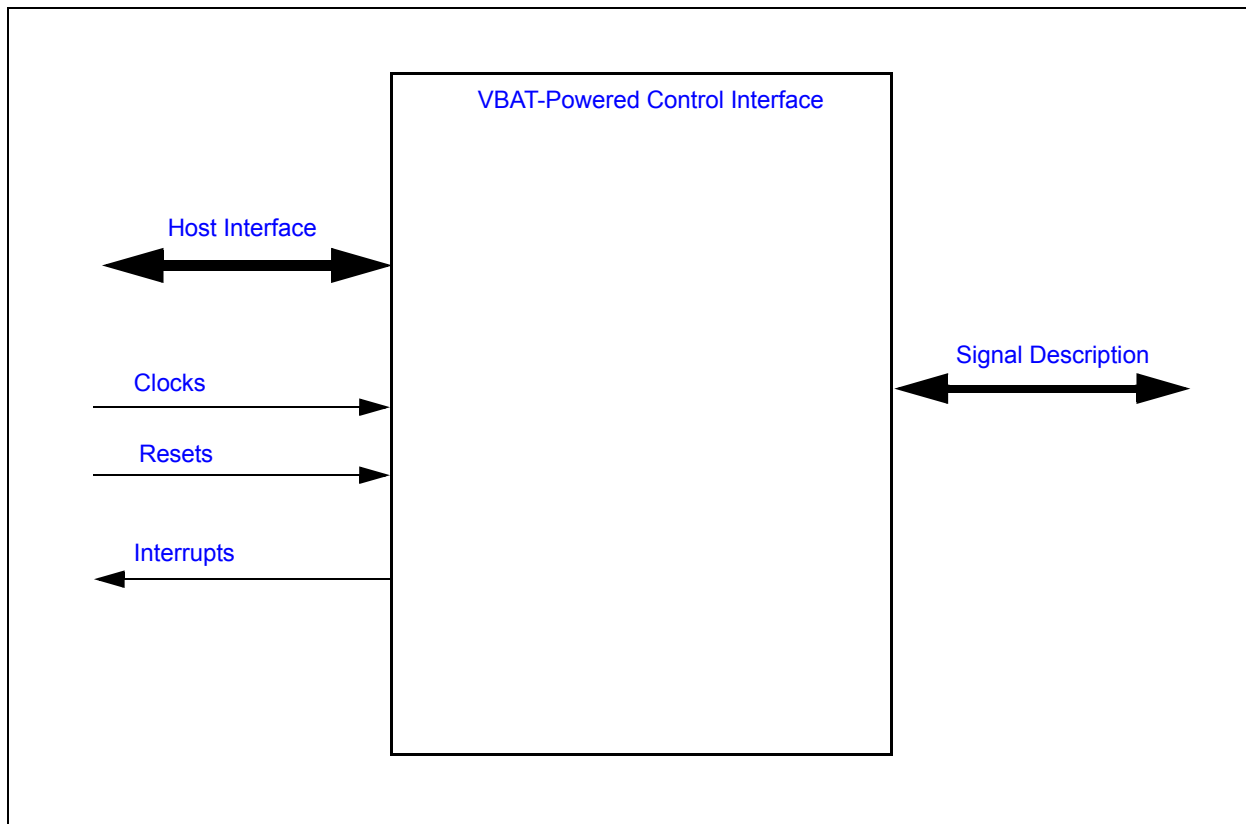 VBAT-Powered Control Interface
Host Interface
Signal Description
Clocks
Resets
Interrupts